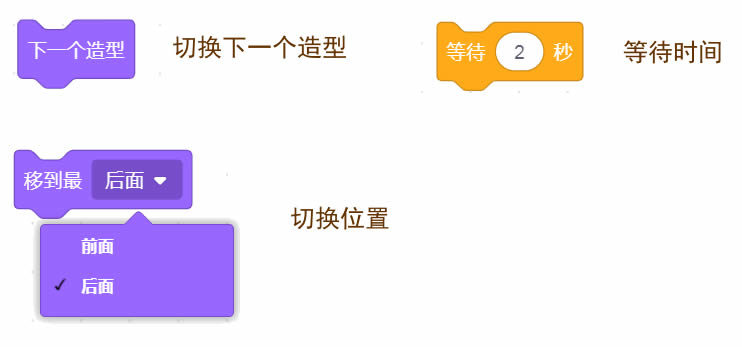 下一个造型 切换下一个造型 等待 2 秒 等待时间
移到最 后面
切换位置
前面
✓ 后面